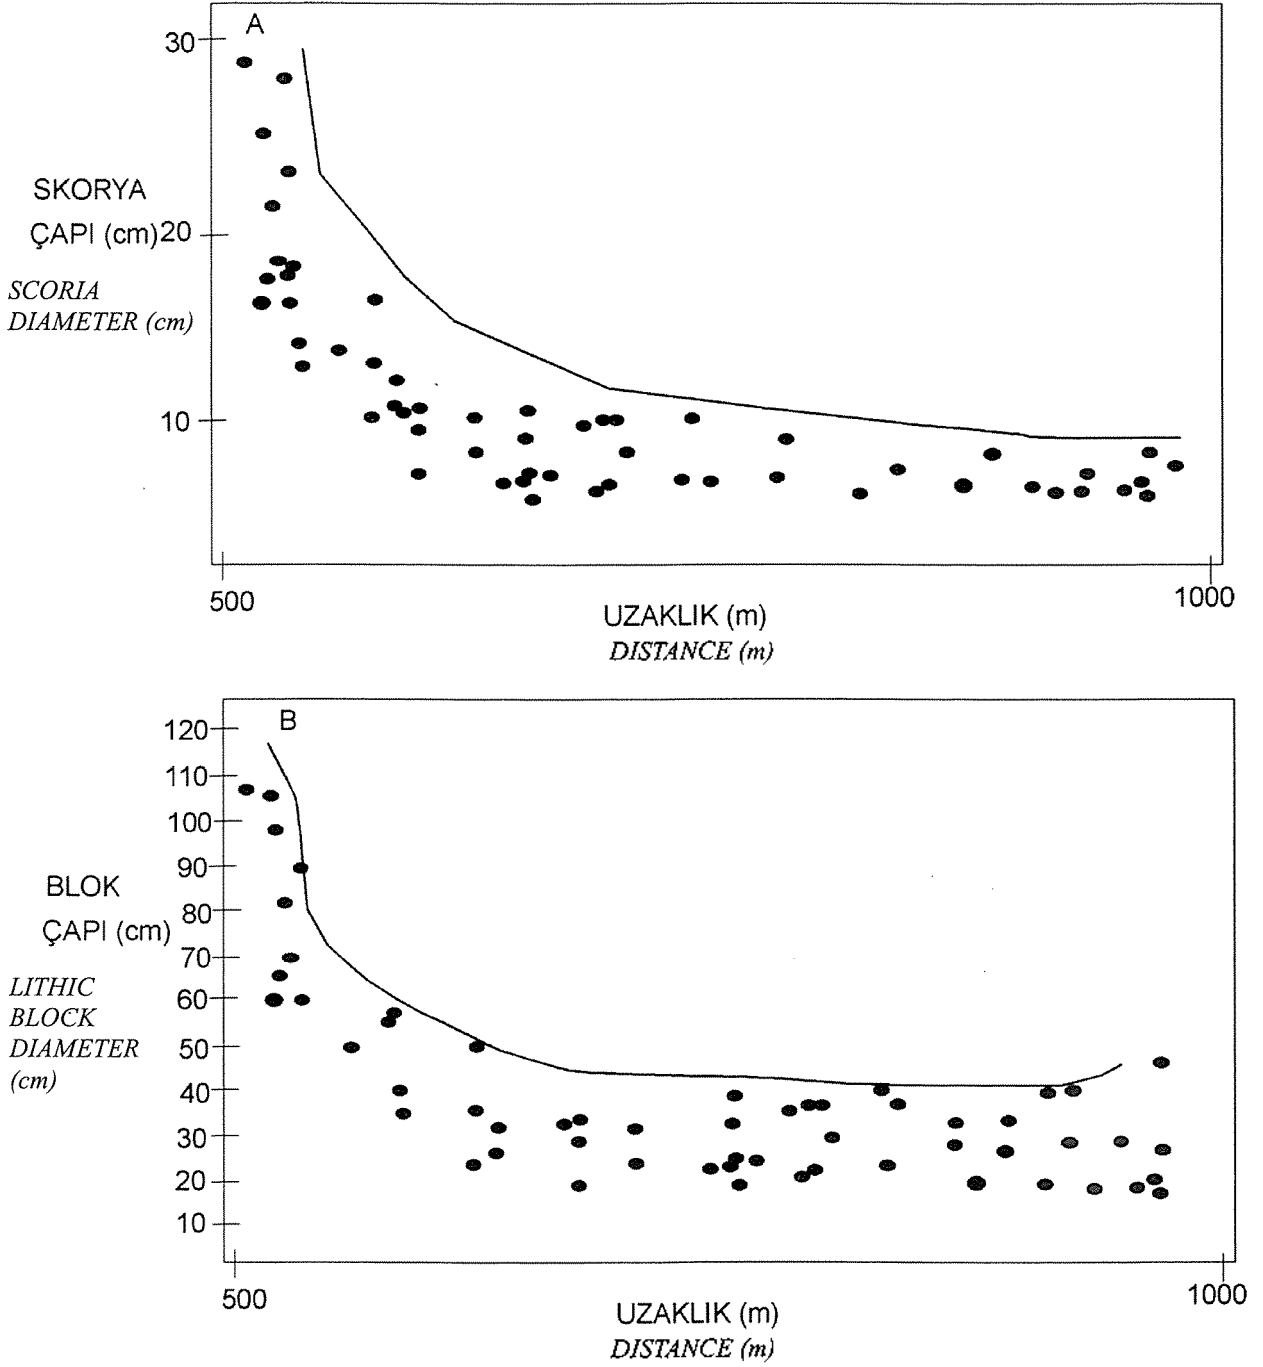 A
30
SKORYA
ÇAPI (cm)
20
SCORIA
DIAMETER (cm)
10
500
1000
UZAKLIK (m)
DISTANCE (m)
B
120
110
100
90
BLOK
80
ÇAPI (cm)
70
LITHIC
60
BLOCK
50
DIAMETER
(cm)
40
30
20
10
500
1000
UZAKLIK (m)
DISTANCE (m)